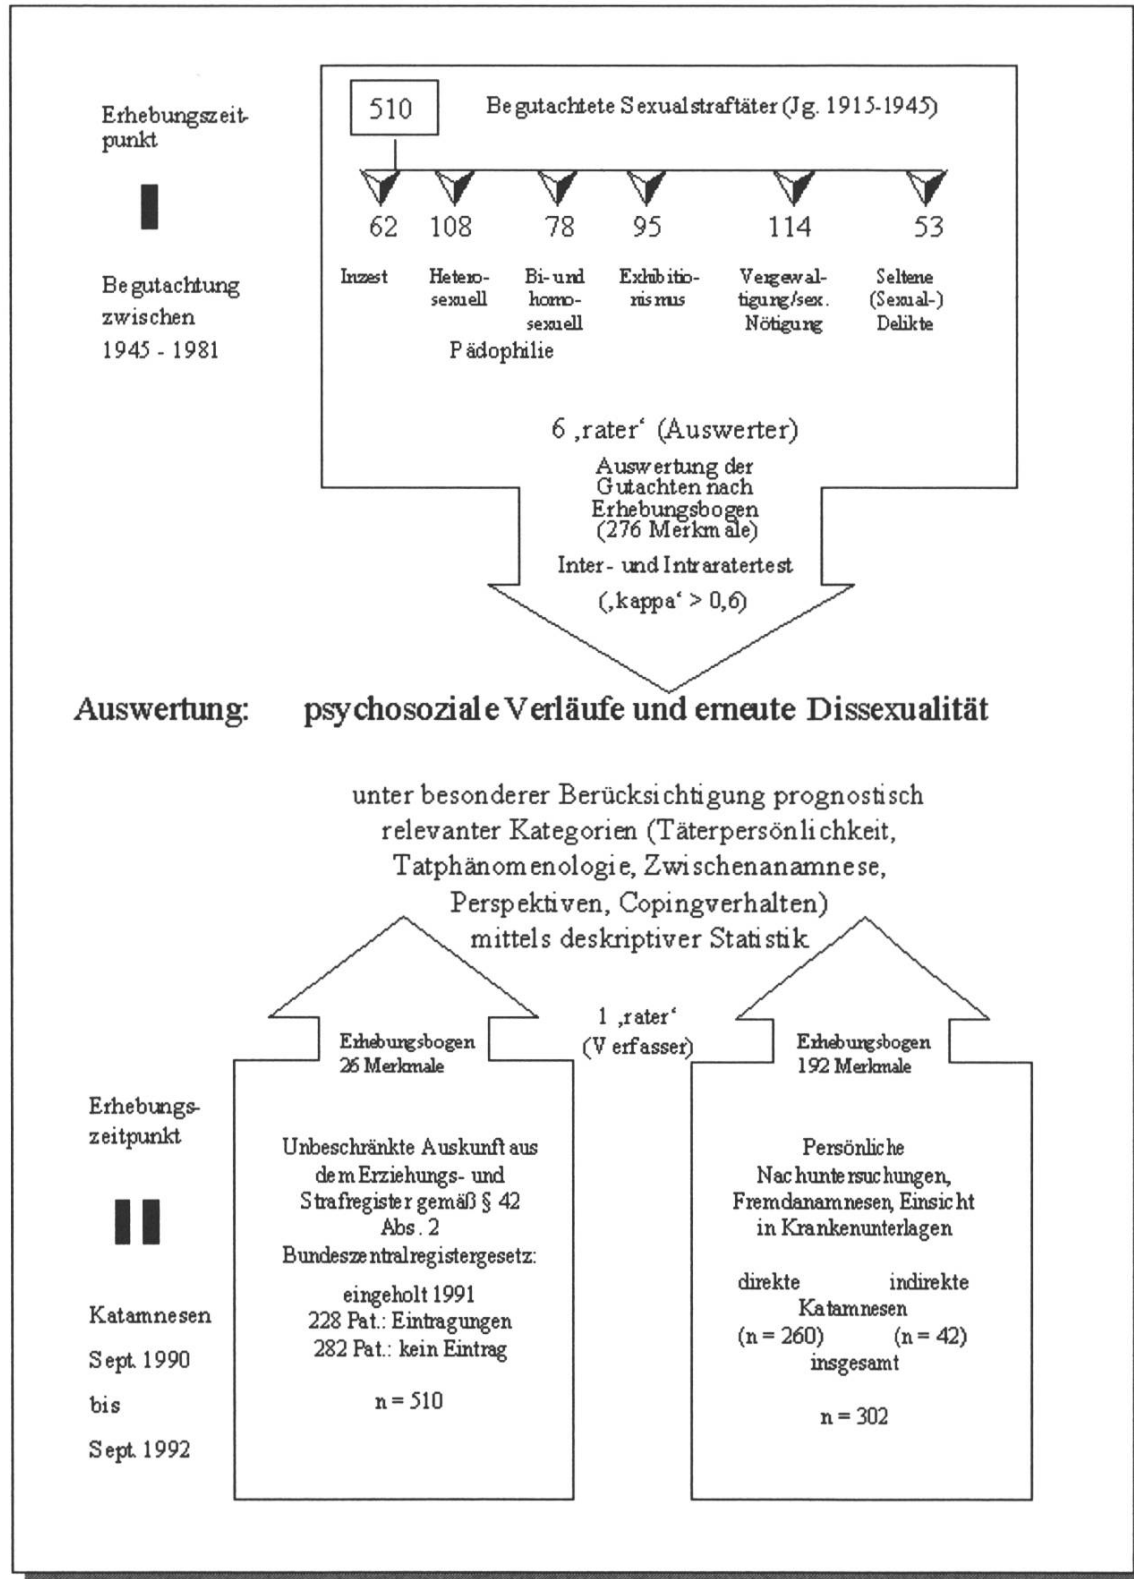 Erhebungszeit-
punkt
I
Begutachtung
zwischen
1945 - 1981
510
Begutachtete Sexualstraftäter (Jg. 1915-1945)
62 108 78 95 114 53
Inzest
Hetero-
sexuell
Bi- und
homo-
sexuell
Pädophilie
Exhibitio-
nismus
Vergewal-
tigung/sex.
Nötigung
Seltene
(Sexual-)
Delikte
6 ‚rater‘ (Auswerter)
Auswertung der
Gutachten nach
Erhebungsbogen
(276 Merkmale)
Inter- und Intraratertest
(‚kappa‘ > 0,6)
Auswertung: psychosoziale Verläufe und erneute Dissexualität
unter besonderer Berücksichtigung prognostisch
relevanter Kategorien (Täterpersönlichkeit,
Tatphänomenologie, Zwischenanamnese,
Perspektiven, Copingverhalten)
mittels deskriptiver Statistik
1 ‚rater‘
(Verfasser)
Erhebungs-
zeitpunkt
II
Katamnesen
Sept. 1990
bis
Sept. 1992
Erhebungsbogen
26 Merkmale
Unbeschränkte Auskunft aus
dem Erziehungs- und
Strafregister gemäß § 42
Abs. 2
Bundeszentralregistergesetz:
eingeholt 1991
228 Pat.: Eintragungen
282 Pat.: kein Eintrag
n = 510
Erhebungsbogen
192 Merkmale
Persönliche
Nachuntersuchungen,
Fremdanamnesen, Einsicht
in Krankenunterlagen
direkte indirekte
Katamnesen
(n = 260) (n = 42)
insgesamt
n = 302